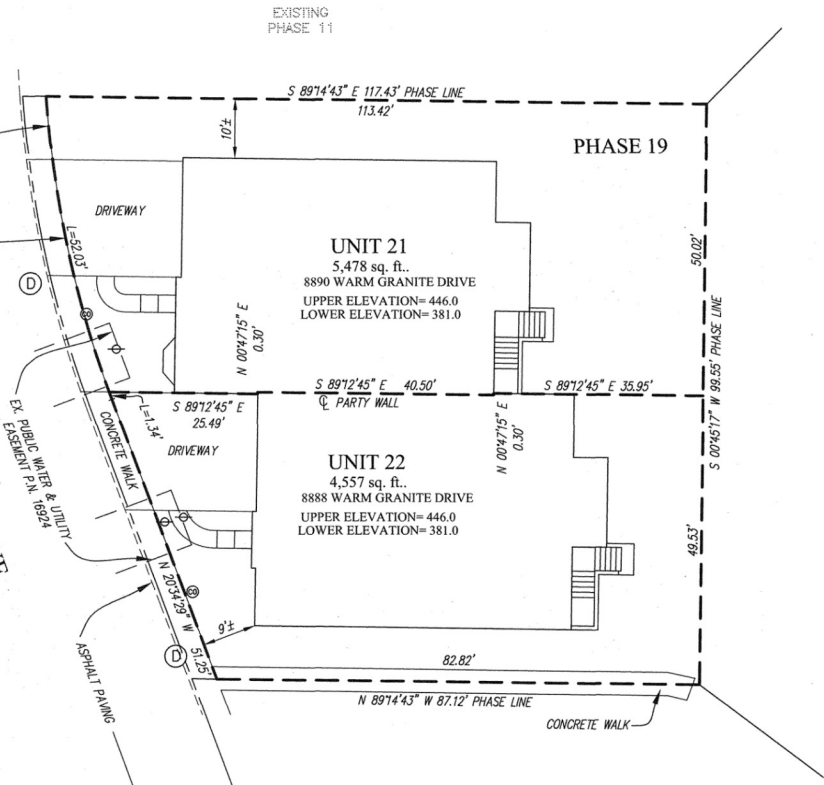 EXISTING
PHASE 11
S 89°14'43" E 117.43' PHASE LINE
113.42'
10'±
PHASE 19
DRIVEWAY
L=52.03'
UNIT 21
5,478 sq. ft..
8890 WARM GRANITE DRIVE
UPPER ELEVATION= 446.0
LOWER ELEVATION= 381.0
50.02'
D
8
N 00°47'15" E
0.30'
S 00°45'17" W 99.55' PHASE LINE
S 89°12'45" E 40.50'
S 89°12'45" E 35.95'
℄ PARTY WALL
S 89°12'45" E
25.49'
L=1.34'
EX. PUBLIC WATER & UTILITY
EASEMENT P.N. 16924
CONCRETE WALK
DRIVEWAY
N 00°47'15" E
0.30'
UNIT 22
4,557 sq. ft..
8888 WARM GRANITE DRIVE
UPPER ELEVATION= 446.0
LOWER ELEVATION= 381.0
49.53'
N 20°34'29" W
51.25'
8
9'±
D
ASPHALT PAVING
82.82'
N 89°14'43" W 87.12' PHASE LINE
CONCRETE WALK